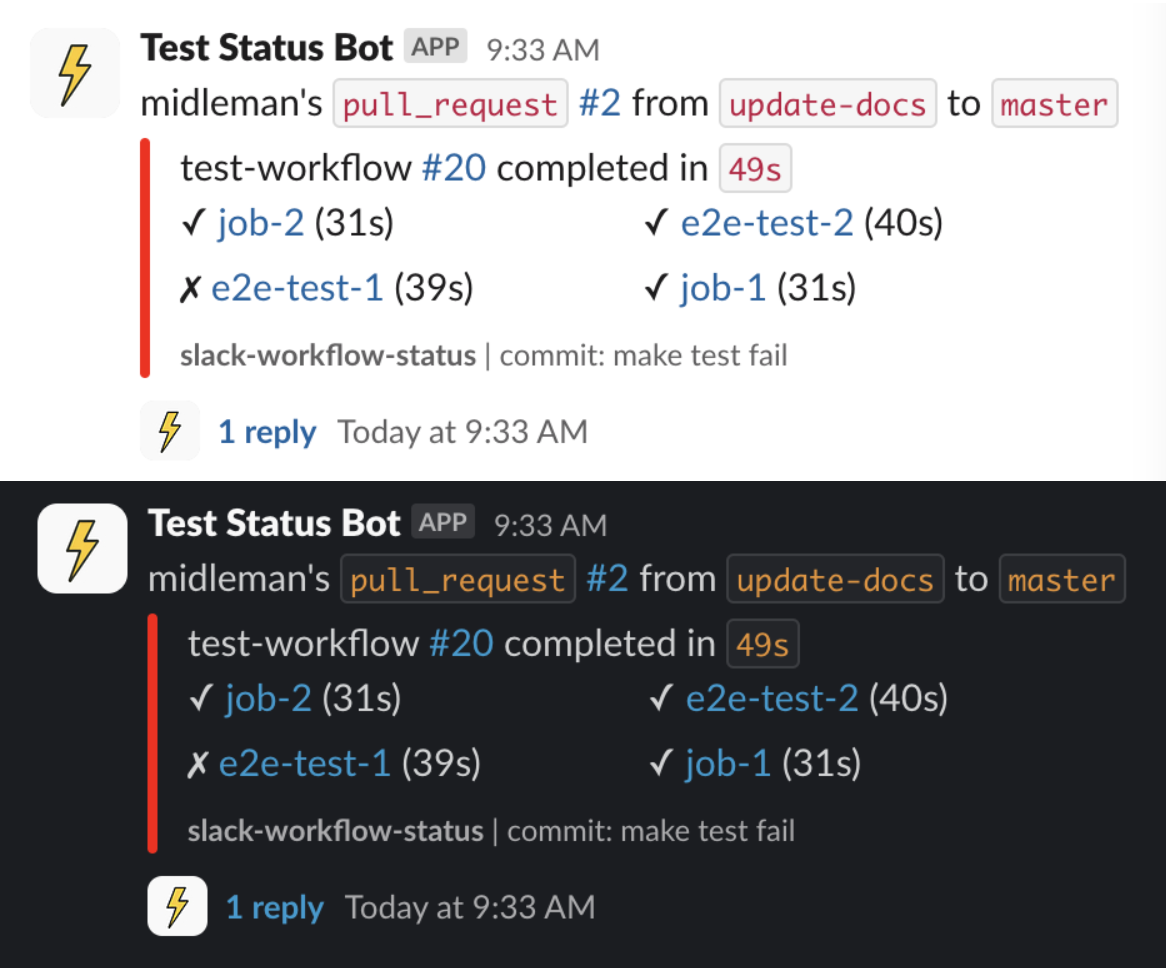 Test Status Bot APP 9:33 AM
midleman's pull_request #2 from update-docs to master
test-workflow #20 completed in 49s
✓ job-2 (31s) ✓ e2e-test-2 (40s)
✗ e2e-test-1 (39s) ✓ job-1 (31s)
slack-workflow-status | commit: make test fail
1 reply Today at 9:33 AM
Test Status Bot APP 9:33 AM
midleman's pull_request #2 from update-docs to master
test-workflow #20 completed in 49s
✓ job-2 (31s) ✓ e2e-test-2 (40s)
✗ e2e-test-1 (39s) ✓ job-1 (31s)
slack-workflow-status | commit: make test fail
1 reply Today at 9:33 AM